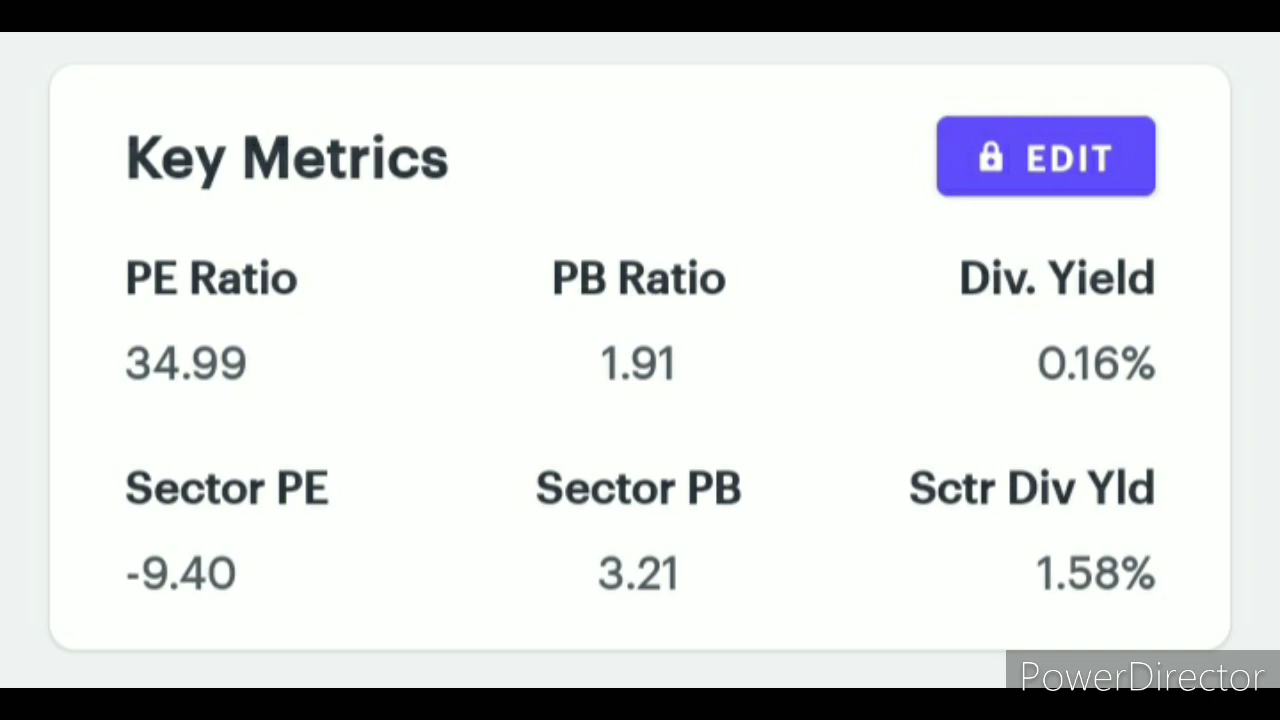 Key Metrics
EDIT
PE Ratio PB Ratio Div. Yield
34.99 1.91 0.16%
Sector PE Sector PB Sctr Div Yld
-9.40 3.21 1.58%
PowerDirector